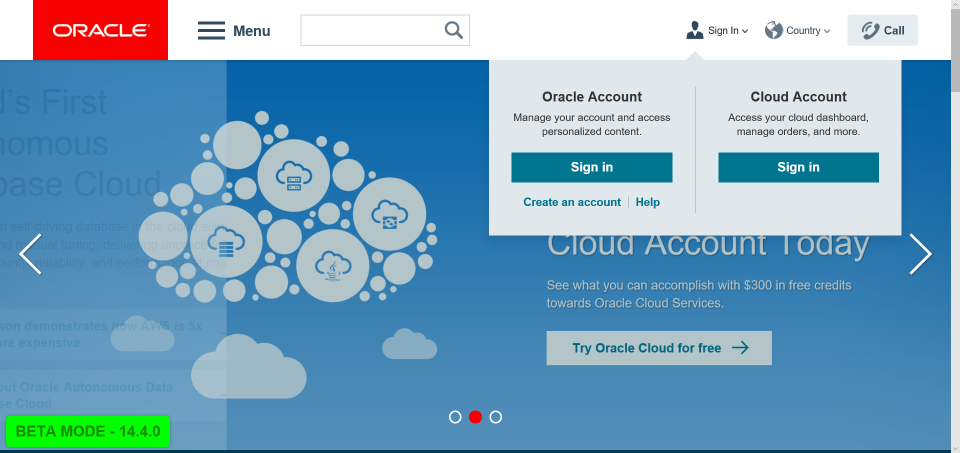 ORACLE
Menu
Sign In
Country
Call
Oracle Account
Manage your account and access
personalized content.
Sign in
Create an account
Help
Cloud Account
Access your cloud dashboard,
manage orders, and more.
Sign in
d's First
nomous
base Cloud
st self-driving database in the cloud
nd manual tuning, delivering
curity, reliability, and
son demonstrates how AWS is 5x
ore expensive
out Oracle Autonomous Data
se Cloud
Cloud Account Today
See what you can accomplish with $300 in free credits
towards Oracle Cloud Services.
Try Oracle Cloud for free
BETA MODE - 14.4.0